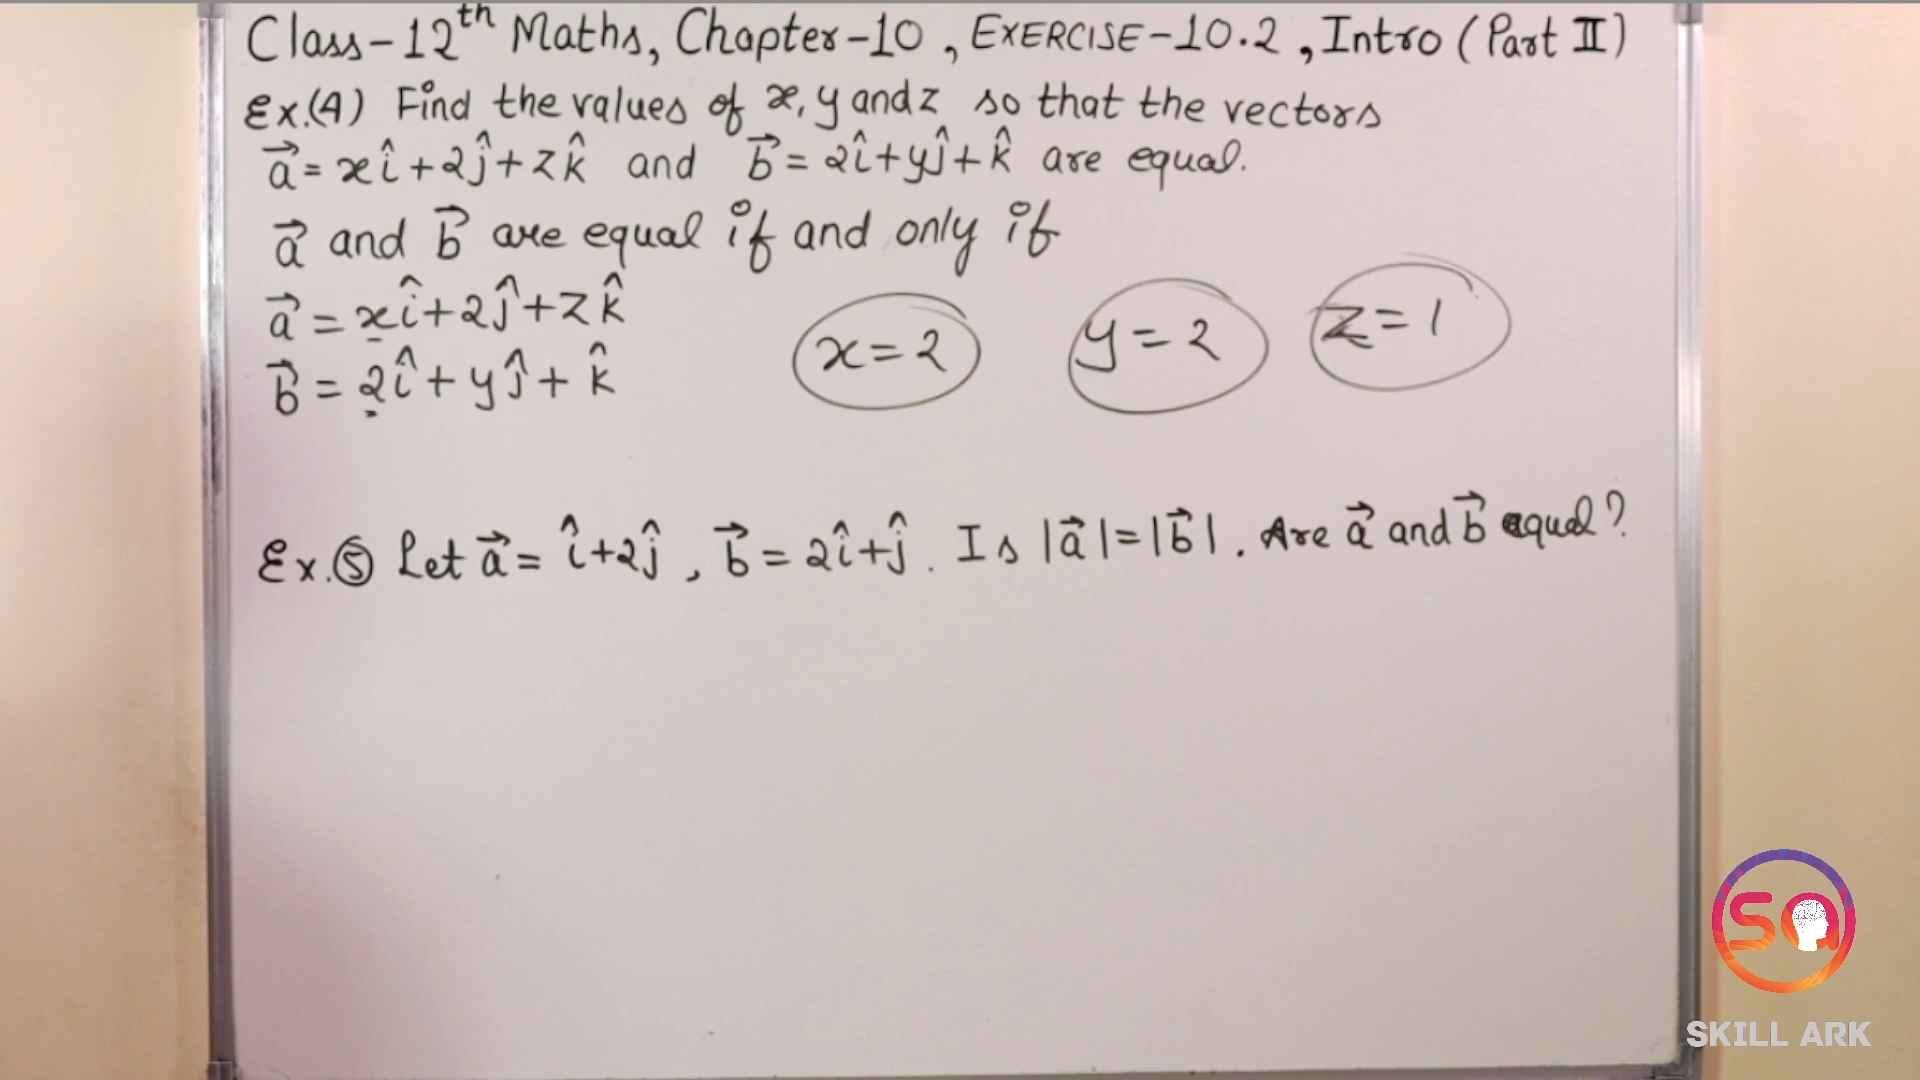 Class-12th Maths, Chapter-10, EXERCISE-10.2, Intro (Part II)
Ex.(4) Find the values of x, y and z so that the vectors
a⃗ = xî+2ĵ+zk̂ and b⃗ = 2î+yĵ+k̂ are equal.
a⃗ and b⃗ are equal if and only if
a⃗ = xî+2ĵ+zk̂
b⃗ = 2î+yĵ+k̂
x=2 y=2 z=1
Ex.⑤ Let a⃗ = î+2ĵ, b⃗ = 2î+ĵ. Is |a⃗|=|b⃗|. Are a⃗ and b⃗ equal?
SA
SKILL ARK